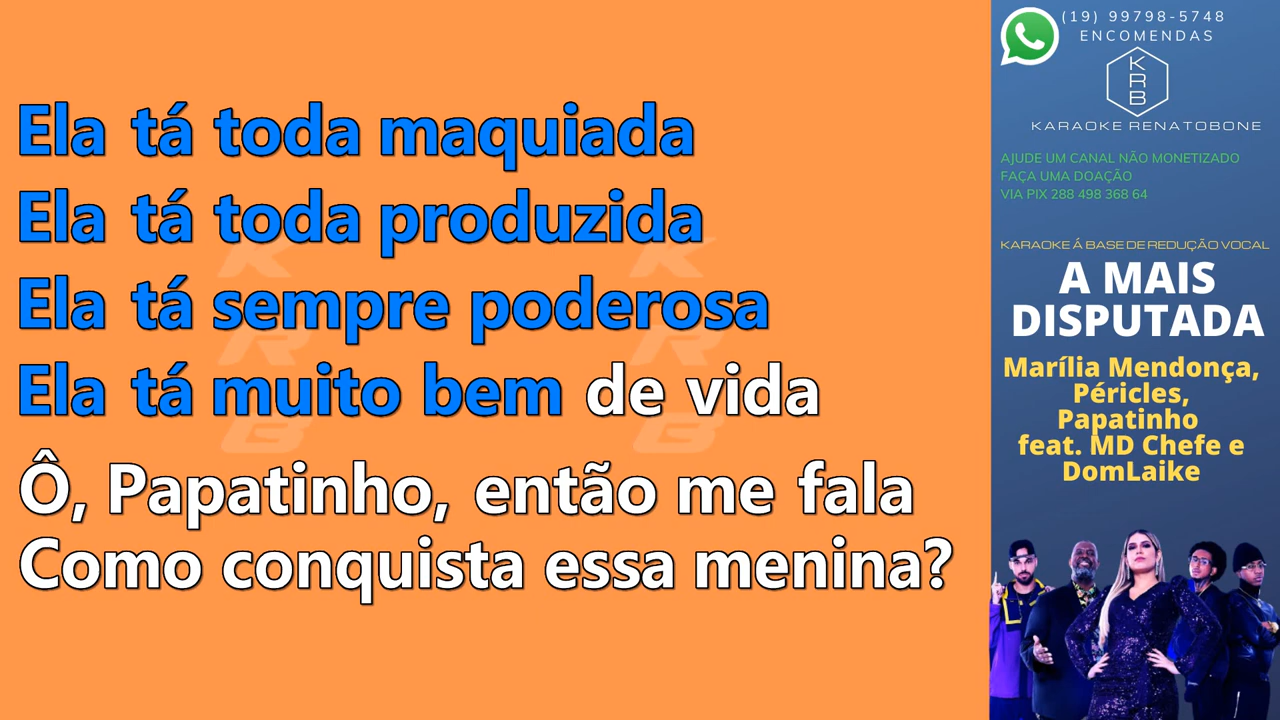 Ela tá toda maquiada
Ela tá toda produzida
Ela tá sempre poderosa
Ela tá muito bem de vida
Ô, Papatinho, então me fala
Como conquista essa menina?
K
R
B
K
R
B
(19) 99798-5748
ENCOMENDAS
K
R
B
KARAOKE RENATOBONE
AJUDE UM CANAL NÃO MONETIZADO
FAÇA UMA DOAÇÃO
VIA PIX 288 498 368 64
KARAOKE Á BASE DE REDUÇÃO VOCAL
A MAIS
DISPUTADA
Marília Mendonça,
Péricles,
Papatinho
feat. MD Chefe e
DomLaike